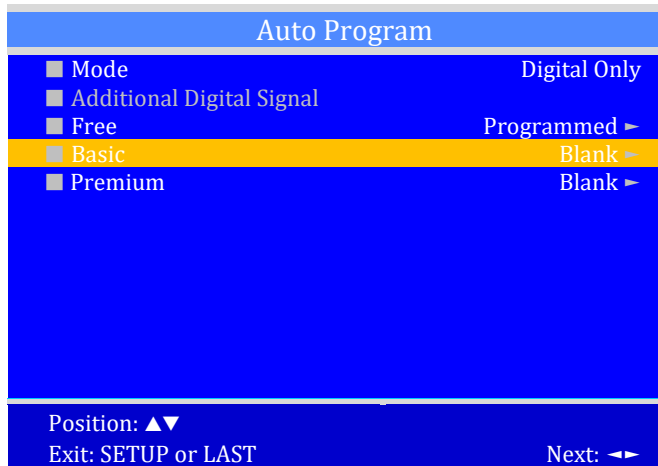 Auto Program
Mode Digital Only
Additional Digital Signal
Free Programmed ►
Basic Blank ►
Premium Blank ►
Position: ▲▼
Exit: SETUP or LAST Next: ◄►